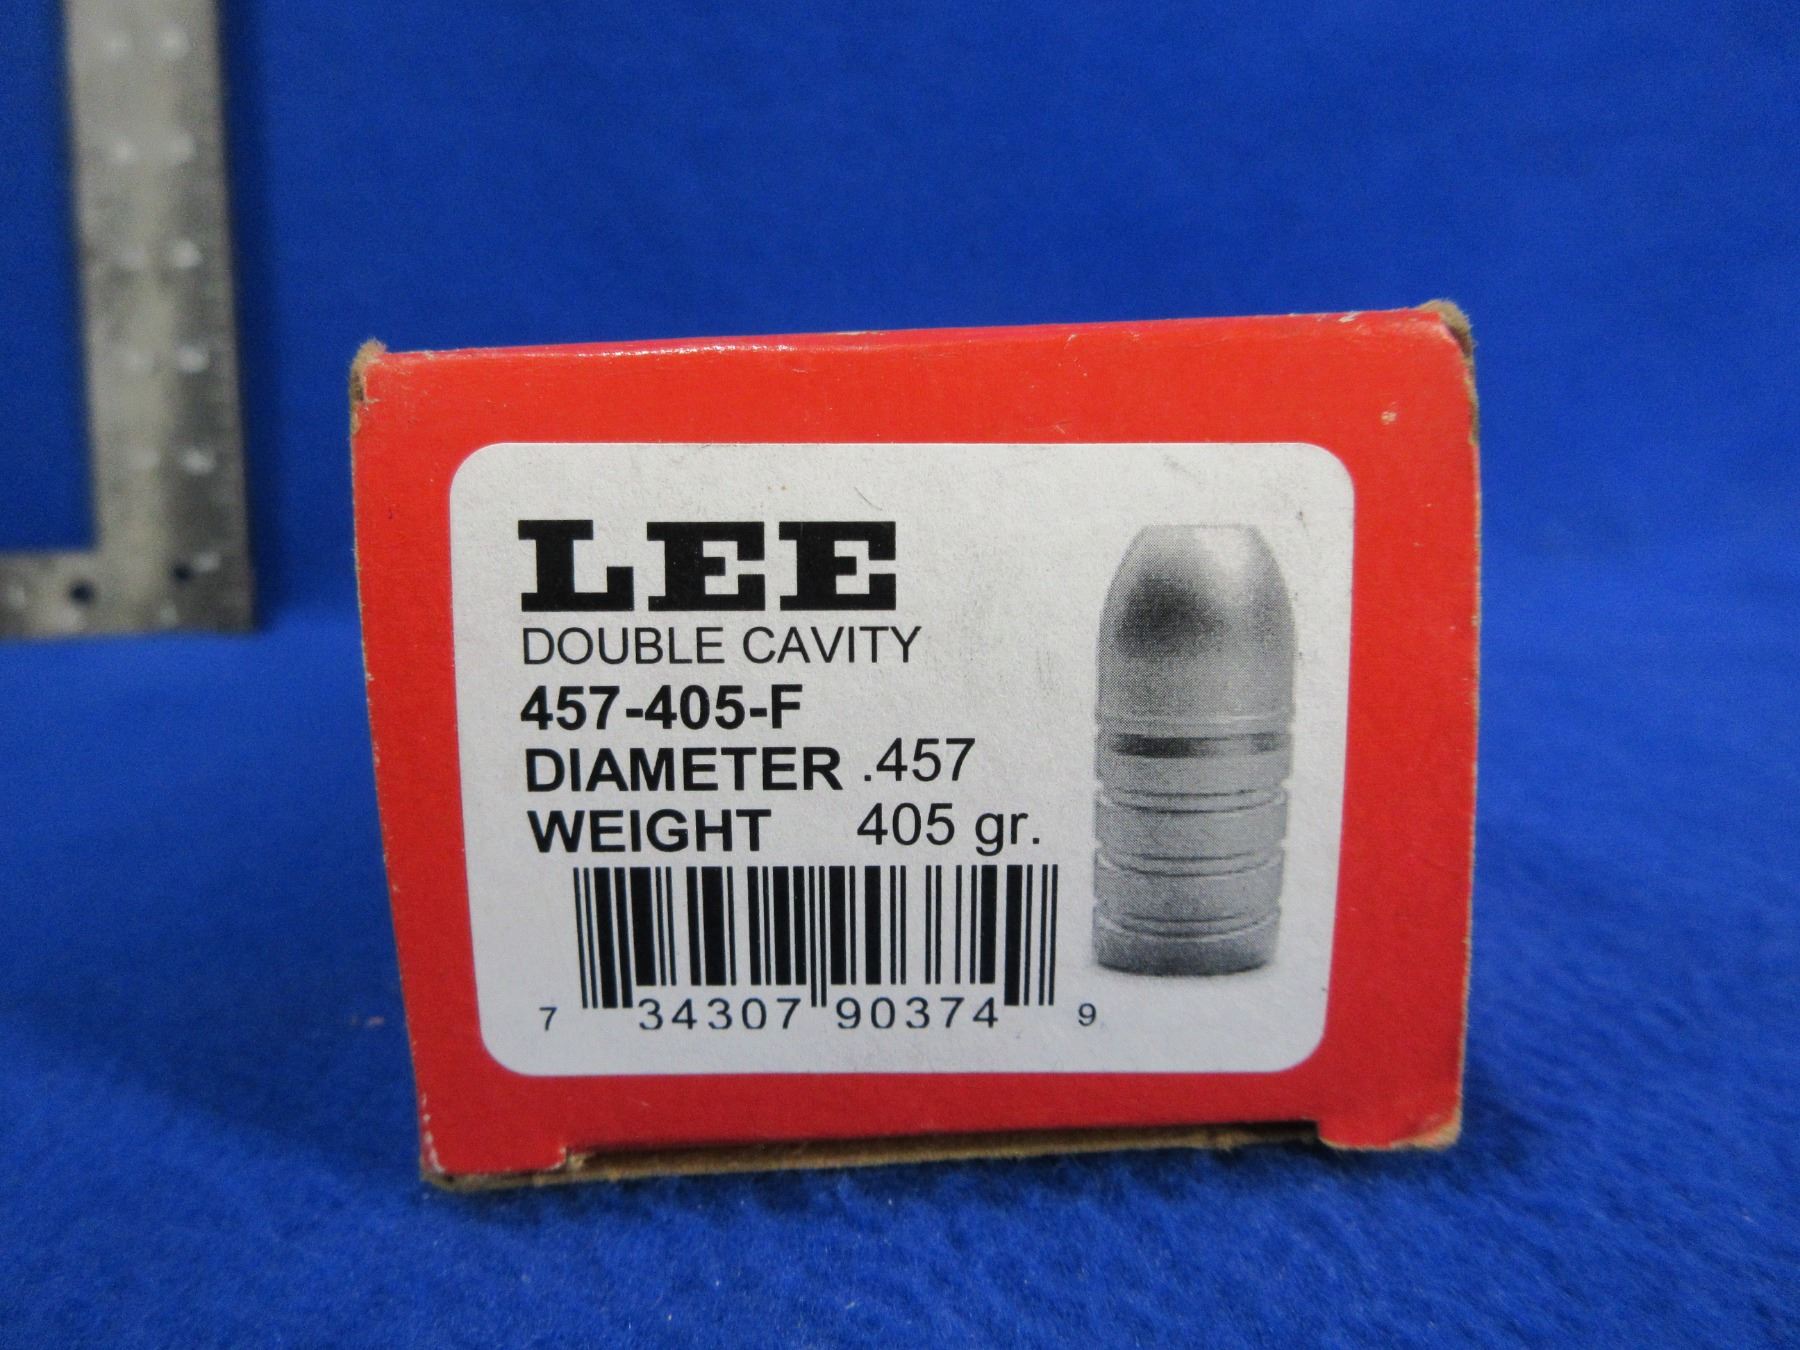 LEE
DOUBLE CAVITY
457-405-F
DIAMETER .457
WEIGHT 405 gr.
7 34307 90374 9